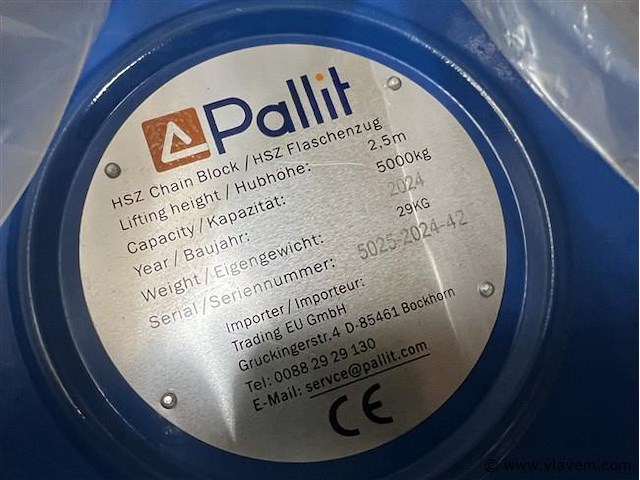 Pallit
HSZ Chain Block / HSZ Flaschenzug
Lifting height / Hubhöhe: 2,5m
Capacity / Kapazität: 5000kg
Year / Baujahr: 2024
Weight / Eigengewicht: 29KG
Serial / Seriennummer: 5025-2024-42
Importer / Importeur:
Trading EU GmbH
Gruckingerstr.4 D-85461 Bockhorn
Tel: 0088 29 29 130
E-Mail: servce@pallit.com
CE
© www.vlavem.com